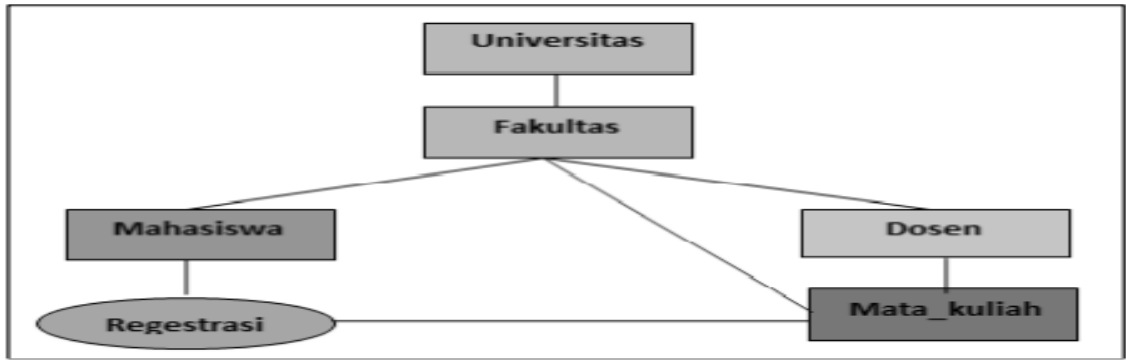 Universitas
Fakultas
Mahasiswa
Dosen
Regestrasi
Mata_kuliah